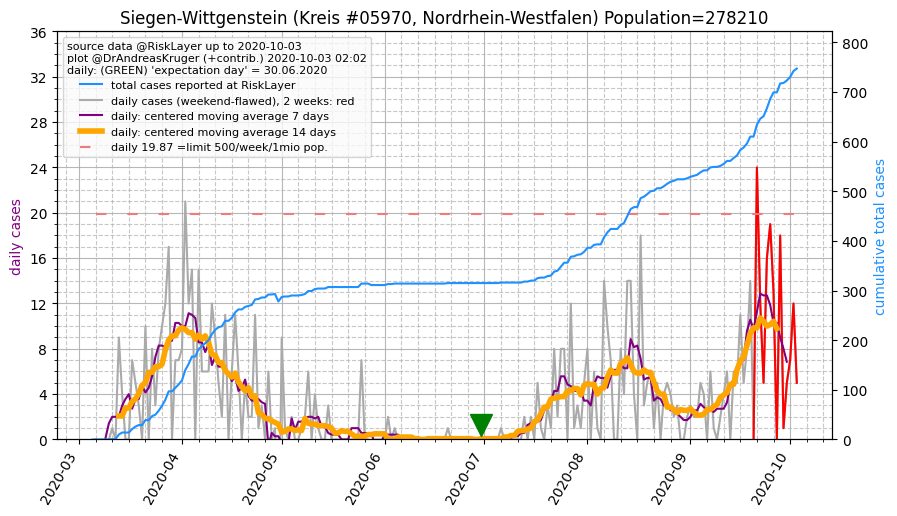 Siegen-Wittgenstein (Kreis #05970, Nordrhein-Westfalen) Population=278210
source data @RiskLayer up to 2020-10-03
plot @DrAndreasKruger (+contrib.) 2020-10-03 02:02
daily: (GREEN) 'expectation day' = 30.06.2020
total cases reported at RiskLayer
daily cases (weekend-flawed), 2 weeks: red
daily: centered moving average 7 days
daily: centered moving average 14 days
daily 19.87 =limit 500/week/1mio pop.
daily cases
36
32
28
24
20
16
12
8
4
0
cumulative total cases
800
700
600
500
400
300
200
100
0
2020-03
2020-04
2020-05
2020-06
2020-07
2020-08
2020-09
2020-10